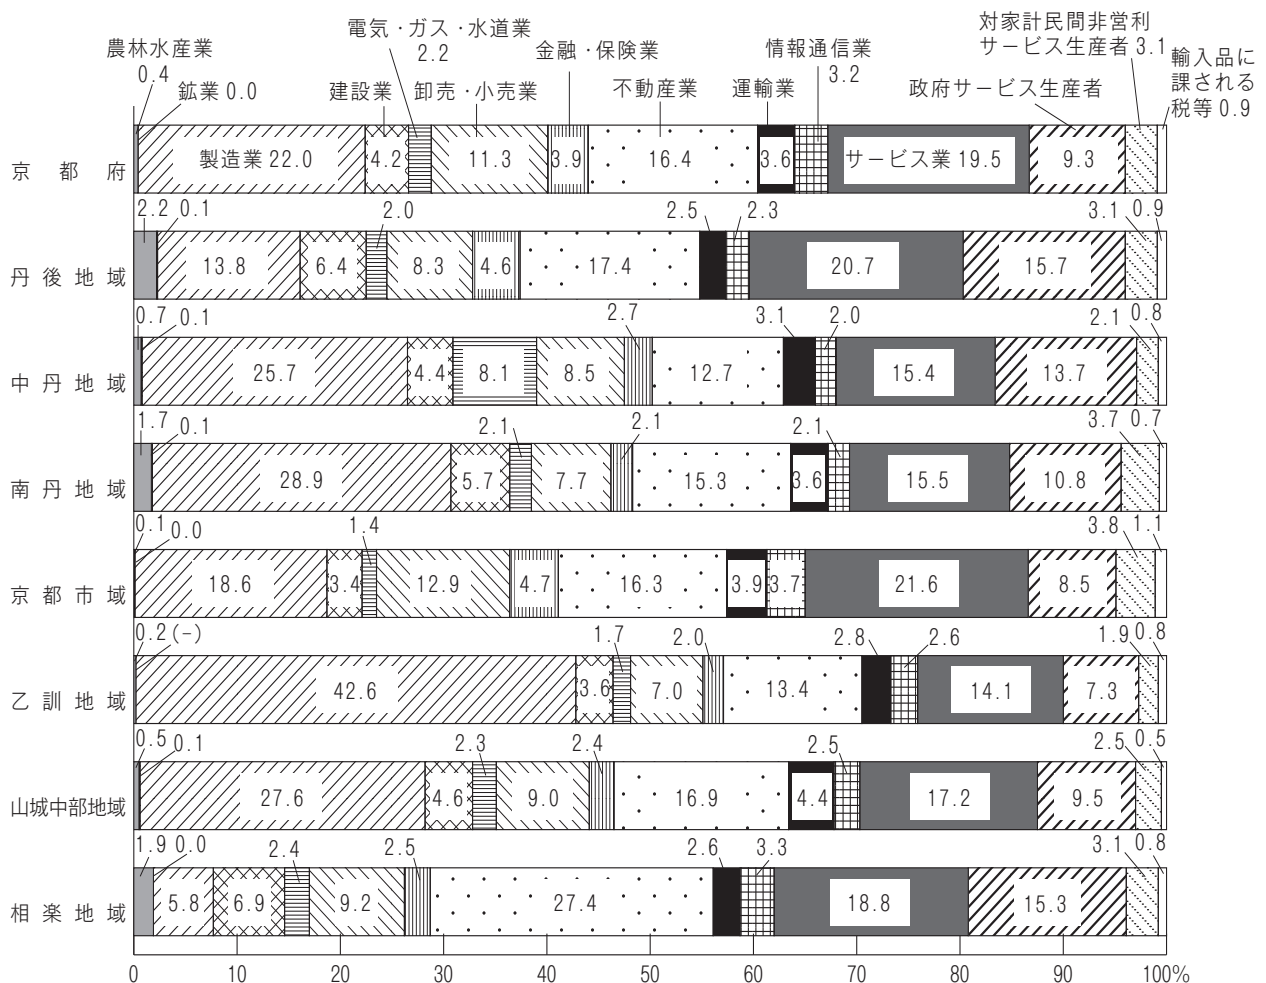 電気・ガス・水道業
2.2
農林水産業
0.4
鉱業 0.0
建設業
卸売・小売業
金融・保険業
不動産業
運輸業
情報通信業
3.2
政府サービス生産者
対家計民間非営利
サービス生産者 3.1
輸入品に
課される
税等 0.9
京都府 製造業 22.0 4.2 11.3 3.9 16.4 3.6 サービス業 19.5 9.3
2.2 0.1 2.0 2.5 2.3 3.1 0.9
丹後地域 13.8 6.4 8.3 4.6 17.4 20.7 15.7
0.7 0.1 2.7 3.1 2.0 2.1 0.8
中丹地域 25.7 4.4 8.1 8.5 12.7 15.4 13.7
1.7 0.1 2.1 2.1 2.1 3.7 0.7
南丹地域 28.9 5.7 7.7 15.3 3.6 15.5 10.8
0.1 0.0 1.4 3.8 1.1
京都市域 18.6 3.4 12.9 4.7 16.3 3.9 3.7 21.6 8.5
0.2 (-) 1.7 2.0 2.8 2.6 1.9 0.8
乙訓地域 42.6 3.6 7.0 13.4 14.1 7.3
0.5 0.1 2.3 2.4 2.5 2.5 0.5
山城中部地域 27.6 4.6 9.0 16.9 4.4 17.2 9.5
1.9 0.0 2.4 2.5 2.6 3.3 3.1 0.8
相楽地域 5.8 6.9 9.2 27.4 18.8 15.3
0 10 20 30 40 50 60 70 80 90 100%